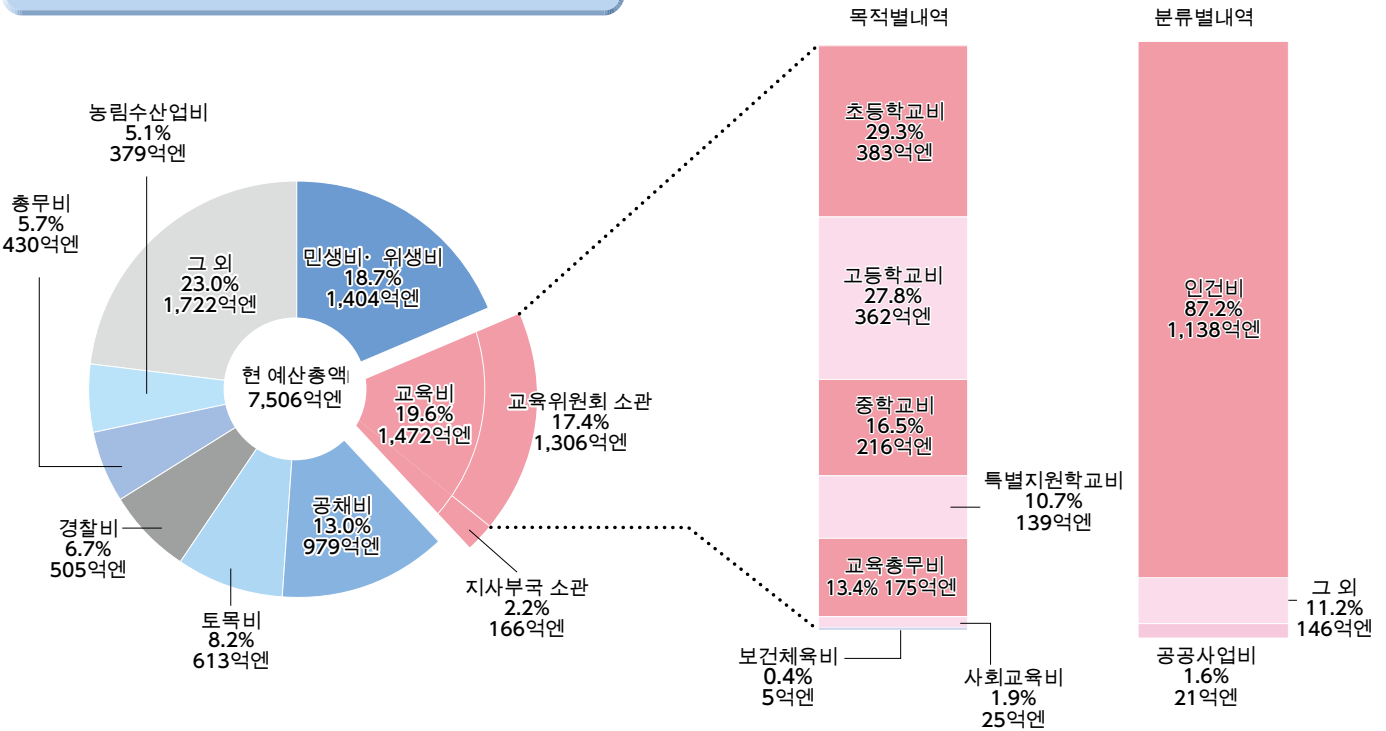 목적별내역
분류별내역
농림수산업비
5.1%
379억엔
총무비
5.7%
430억엔
그 외
23.0%
1,722억엔
민생비· 위생비
18.7%
1,404억엔
현 예산총액
7,506억엔
교육비
19.6%
1,472억엔
교육위원회 소관
17.4%
1,306억엔
공채비
13.0%
979억엔
경찰비
6.7%
505억엔
토목비
8.2%
613억엔
지사부국 소관
2.2%
166억엔
초등학교비
29.3%
383억엔
고등학교비
27.8%
362억엔
중학교비
16.5%
216억엔
특별지원학교비
10.7%
139억엔
교육총무비
13.4% 175억엔
보건체육비
0.4%
5억엔
사회교육비
1.9%
25억엔
인건비
87.2%
1,138억엔
그 외
11.2%
146억엔
공공사업비
1.6%
21억엔